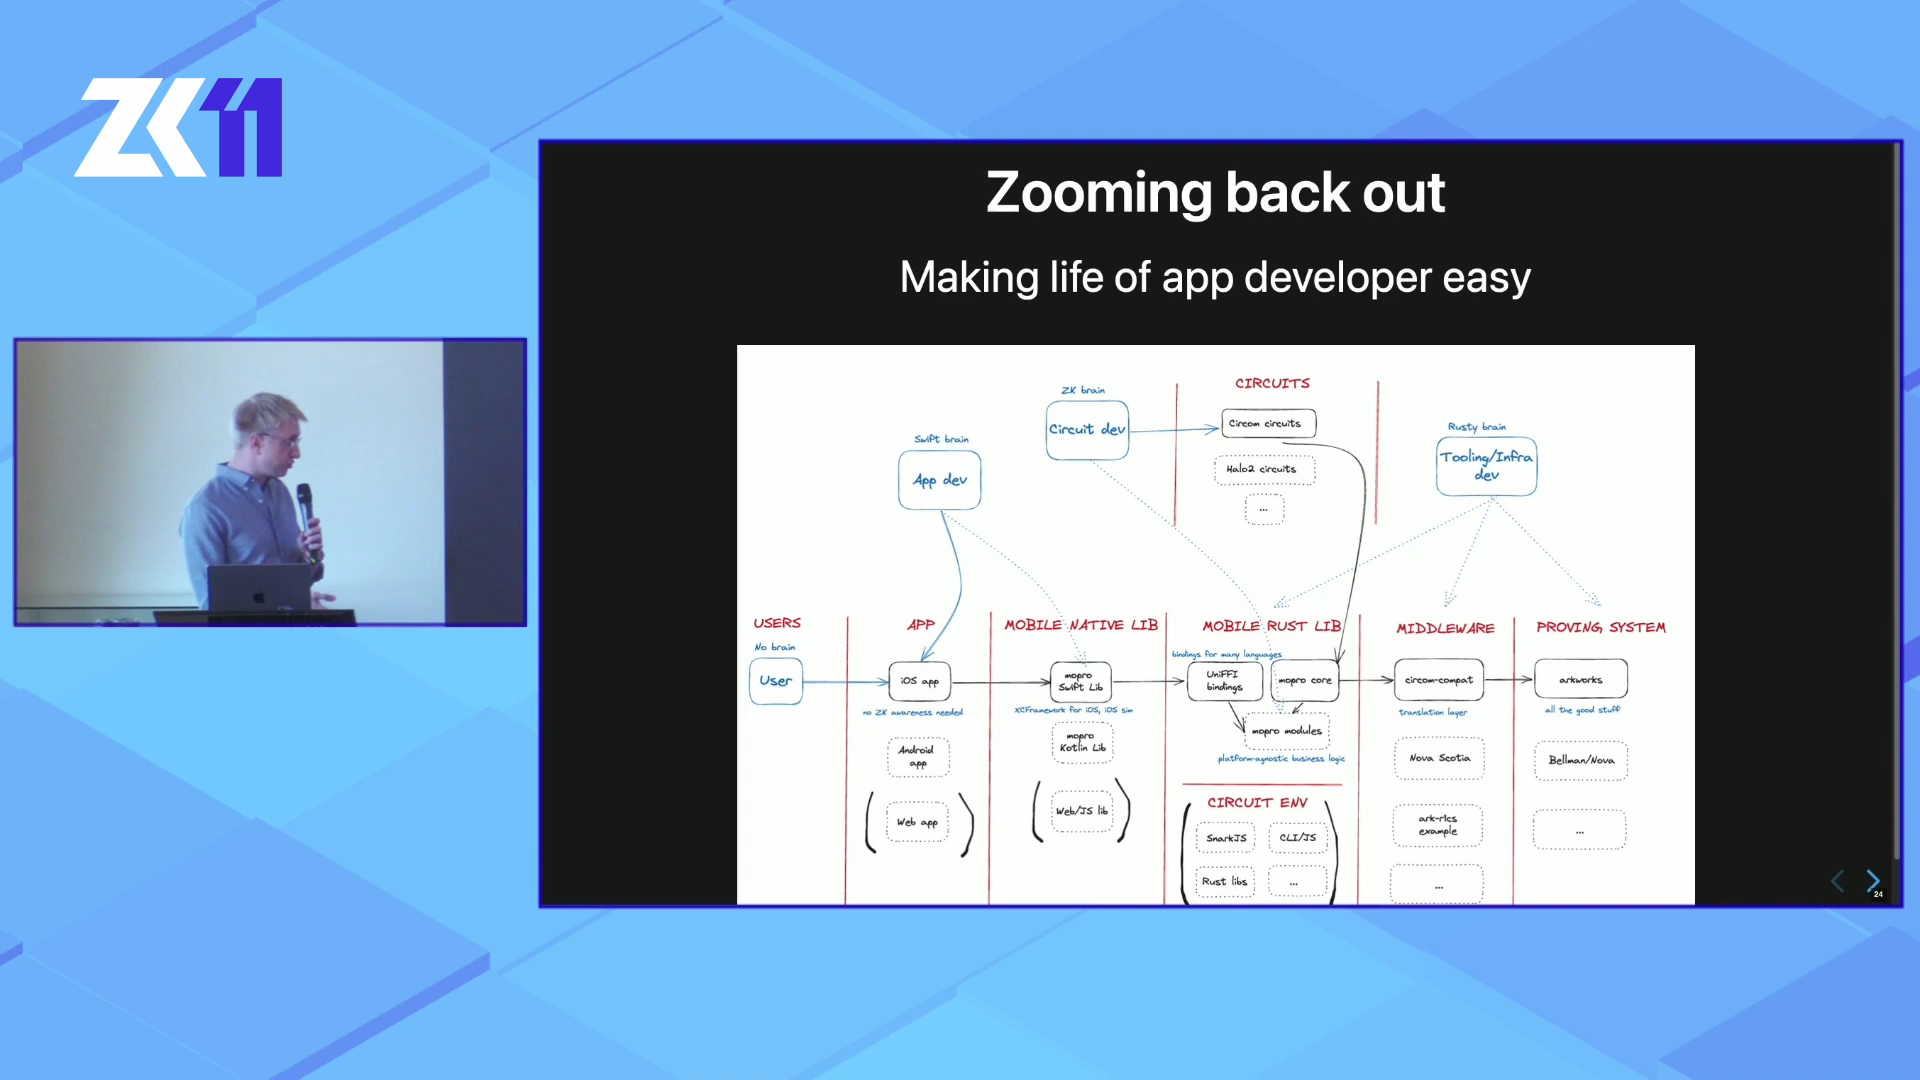 ZK11
Zooming back out
Making life of app developer easy
ZK brain
Circuit dev
CIRCUITS
Circom circuits
Halo2 circuits
...
Swift brain
App dev
Rusty brain
Tooling/Infra
dev
USERS
No brain
User
APP
iOS app
no ZK awareness needed
Android
app
Web app
MOBILE NATIVE LIB
mopro
Swift Lib
XCFramework for iOS, iOS sim
mopro
Kotlin Lib
Web/JS lib
MOBILE RUST LIB
bindings for many languages
UniFFI
bindings
mopro core
mopro modules
platform-agnostic business logic
CIRCUIT ENV
SnarkJS
CLI/JS
Rust libs
...
MIDDLEWARE
circom-compat
translation layer
Nova Scotia
ark-r1cs
example
...
PROVING SYSTEM
arkworks
all the good stuff
Bellman/Nova
...
24